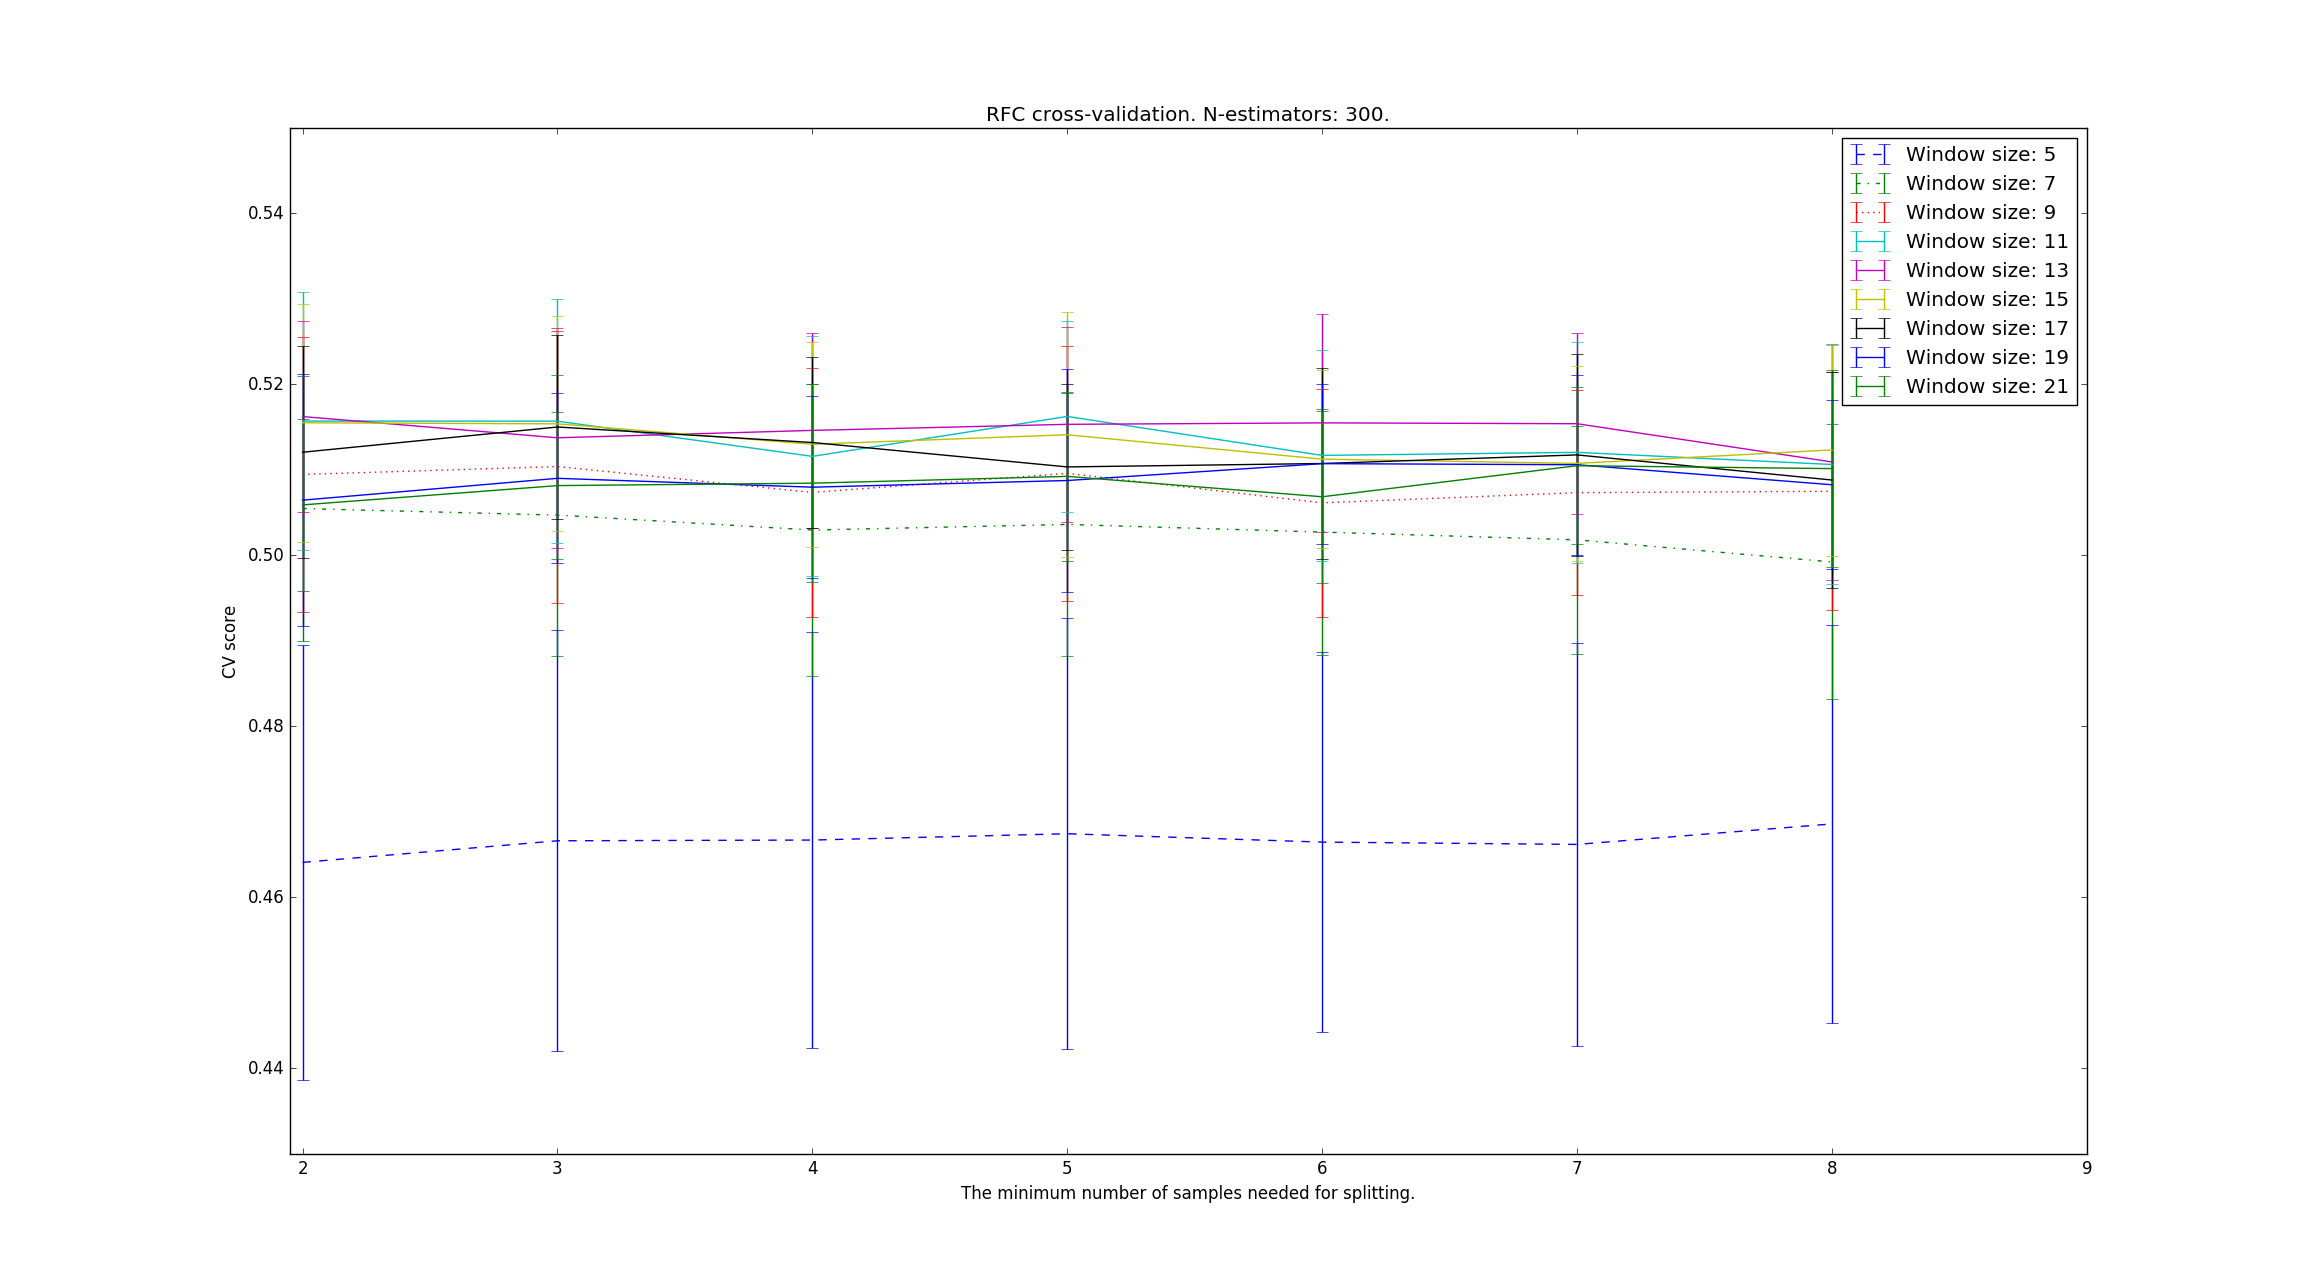 RFC cross-validation. N-estimators: 300.
Window size: 5
Window size: 7
Window size: 9
Window size: 11
Window size: 13
Window size: 15
Window size: 17
Window size: 19
Window size: 21
0.54
0.52
0.50
0.48
0.46
0.44
CV score
2 3 4 5 6 7 8 9
The minimum number of samples needed for splitting.